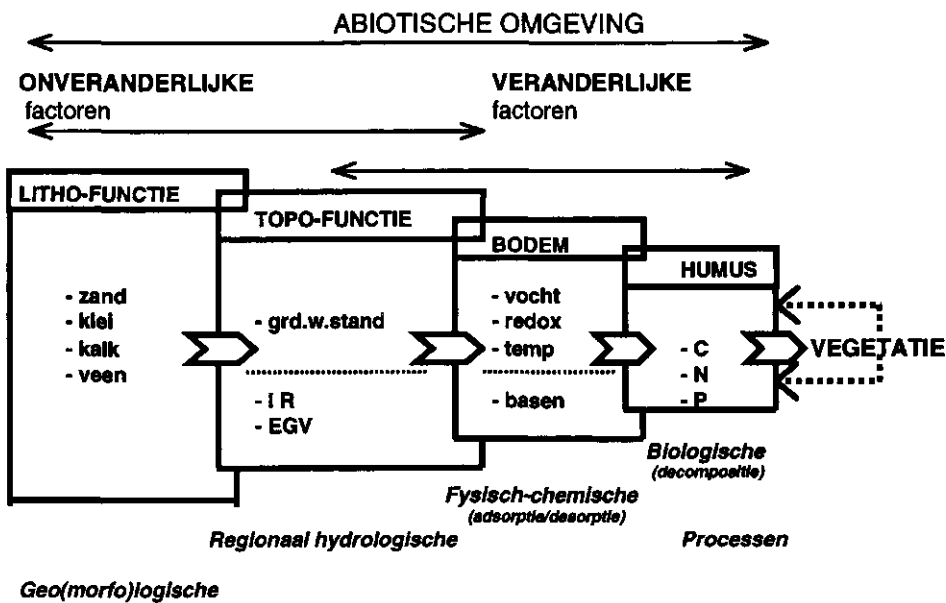 ABIOTISCHE OMGEVING
ONVERANDERLIJKE
factoren
VERANDERLIJKE
factoren
LITHO-FUNCTIE
- zand
- klei
- kalk
- veen
TOPO-FUNCTIE
- grd.w.stand
- I R
- EGV
BODEM
- vocht
- redox
- temp
- basen
HUMUS
- C
- N
- P
VEGETATIE
Biologische
(decompositie)
Fysisch-chemische
(adsorptie/desorptie)
Regionaal hydrologische
Processen
Geo(morfo)logische